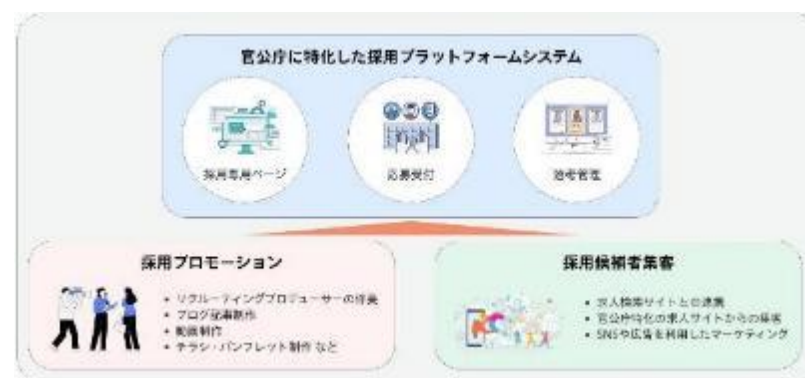 官公庁に特化した採用プラットフォームシステム
採用専用ページ
応募受付
選考管理
採用プロモーション
• リクルーティングプロデューサーの伴走
• ブログ記事制作
• 動画制作
• チラシ・パンフレット制作 など
採用候補者集客
• 求人検索サイトとの連携
• 官公庁特化の求人サイトからの集客
• SNSや広告を利用したマーケティング